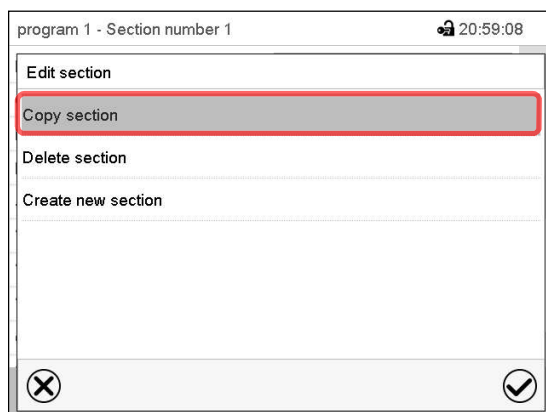 program 1 - Section number 1 20:59:08
Edit section
Copy section
Delete section
Create new section